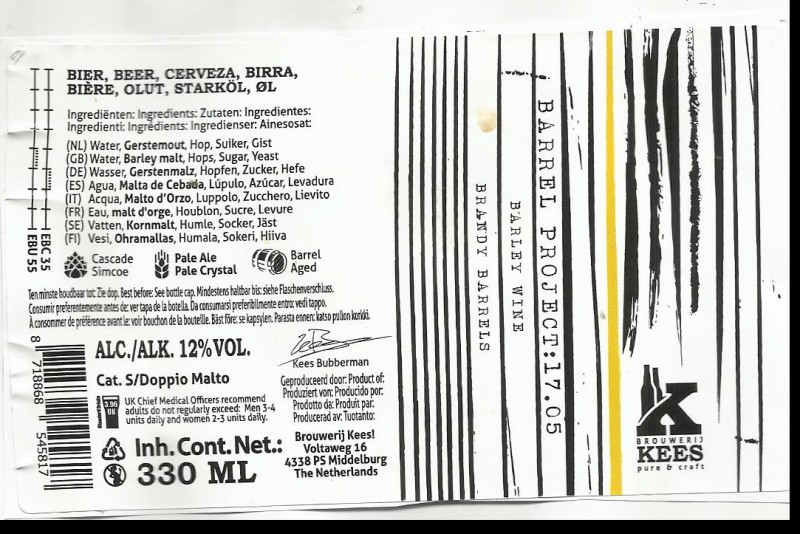 BIER, BEER, CERVEZA, BIRRA,
BIÈRE, OLUT, STARKÖL, ØL
Ingrediënten: Ingredients: Zutaten: Ingredientes:
Ingredienti: Ingrédients: Ingredienser: Ainesosat:
(NL) Water, Gerstemout, Hop, Suiker, Gist
(GB) Water, Barley malt, Hops, Sugar, Yeast
(DE) Wasser, Gerstenmalz, Hopfen, Zucker, Hefe
(ES) Agua, Malta de Cebada, Lúpulo, Azúcar, Levadura
(IT) Acqua, Malto d'Orzo, Luppolo, Zucchero, Lievito
(FR) Eau, malt d'orge, Houblon, Sucre, Levure
(SE) Vatten, Kornmalt, Humle, Socker, Jäst
(FI) Vesi, Ohramallas, Humala, Sokeri, Hiiva
EBU 55
EBC 35
Cascade
Simcoe
Pale Ale
Pale Crystal
Barrel
Aged
Ten minste houdbaar tot: Zie dop. Best before: See bottle cap. Mindestens haltbar bis: siehe Flaschenverschluss.
Consumir preferentemente antes de: ver tapa de la botella. Da consumarsi preferibilmente entro: vedi tappo.
À consommer de préférence avant le: voir bouchon de la bouteille. Bäst före: se kapsylen. Parasta ennen: katso pullon korkki.
8 718868 545817
ALC./ALK. 12% VOL.
Cat. S/Doppio Malto
3,96
UK
UK Chief Medical Officers recommend
adults do not regularly exceed: Men 3-4
units daily and women 2-3 units daily.
Inh.Cont.Net.:
330 ML
Kees Bubberman
Geproduceerd door: Product of:
Produziert von: Producido por:
Prodotto da: Produit par:
Producerad av: Tuotanto:
Brouwerij Kees!
Voltaweg 16
4338 PS Middelburg
The Netherlands
BARREL PROJECT:17.05
BARLEY WINE
BRANDY BARRELS
K
BROUWERIJ
KEES
pure & craft